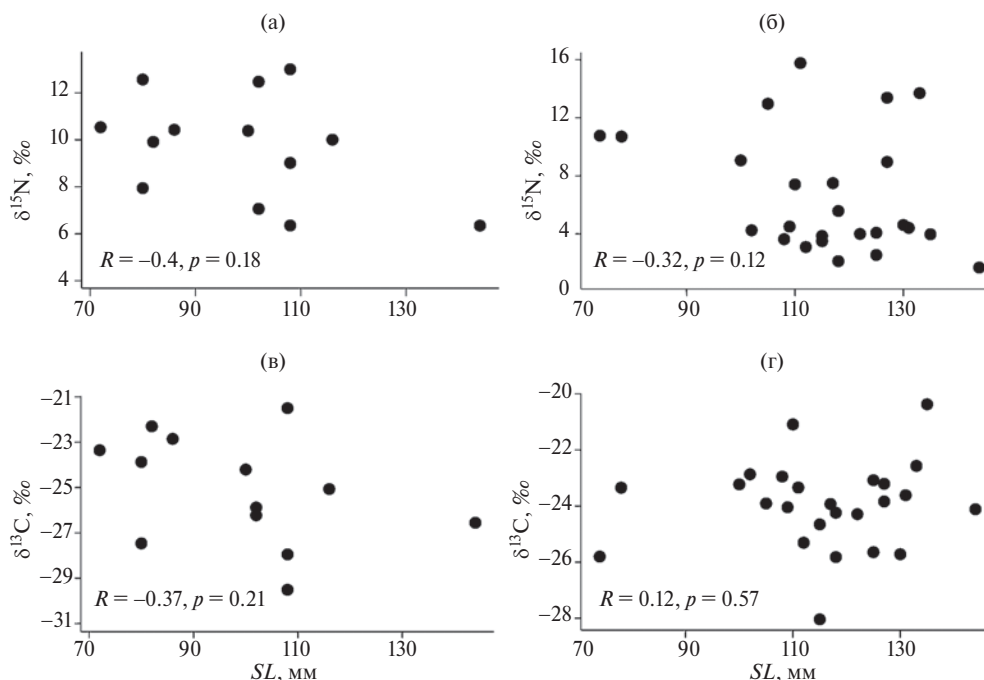 (а)
δ¹⁵N, ‰
12
10
8
6
4
R = –0.4, p = 0.18
70 90 110 130
(б)
δ¹⁵N, ‰
16
12
8
4
0
R = –0.32, p = 0.12
70 90 110 130
(в)
δ¹³C, ‰
–21
–23
–25
–27
–29
–31
R = –0.37, p = 0.21
70 90 110 130
SL, мм
(г)
δ¹³C, ‰
–20
–22
–24
–26
–28
R = 0.12, p = 0.57
70 90 110 130
SL, мм